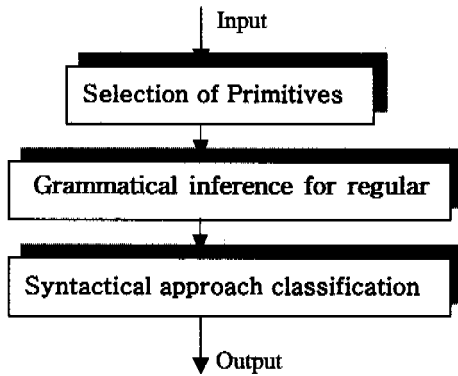 Input
Selection of Primitives
Grammatical inference for regular
Syntactical approach classification
Output